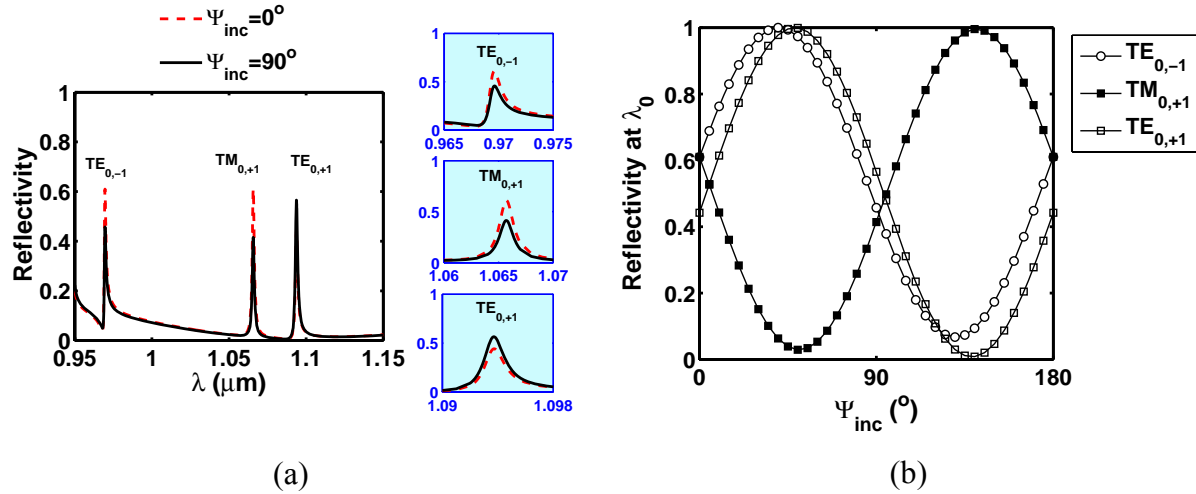 Ψinc=0o
Ψinc=90o
Reflectivity
1
0.8
0.6
0.4
0.2
0
TE0,−1
TM0,+1
TE0,+1
0.95
1
1.05
1.1
1.15
λ (μm)
1
0.5
0
TE0,−1
0.965
0.97
0.975
1
0.5
0
TM0,+1
1.06
1.065
1.07
1
0.5
0
TE0,+1
1.09
1.098
(a)
Reflectivity at λ0
1
0.8
0.6
0.4
0.2
0
0
90
180
Ψinc (o)
TE0,−1
TM0,+1
TE0,+1
(b)